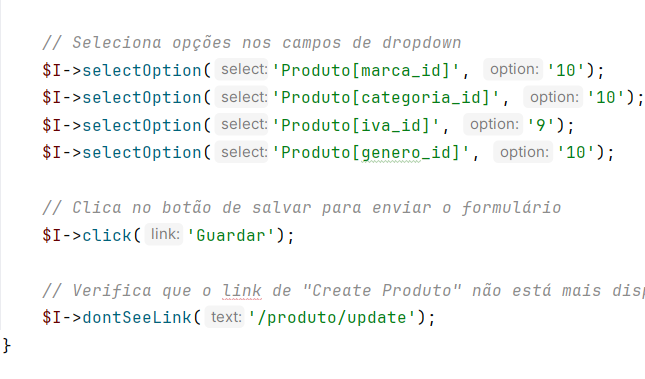 // Seleciona opções nos campos de dropdown
$I->selectOption( select: 'Produto[marca_id]', option: '10');
$I->selectOption( select: 'Produto[categoria_id]', option: '10');
$I->selectOption( select: 'Produto[iva_id]', option: '9');
$I->selectOption( select: 'Produto[genero_id]', option: '10');
// Clica no botão de salvar para enviar o formulário
$I->click( link: 'Guardar');
// Verifica que o link de "Create Produto" não está mais disp
$I->dontSeeLink( text: '/produto/update');
}